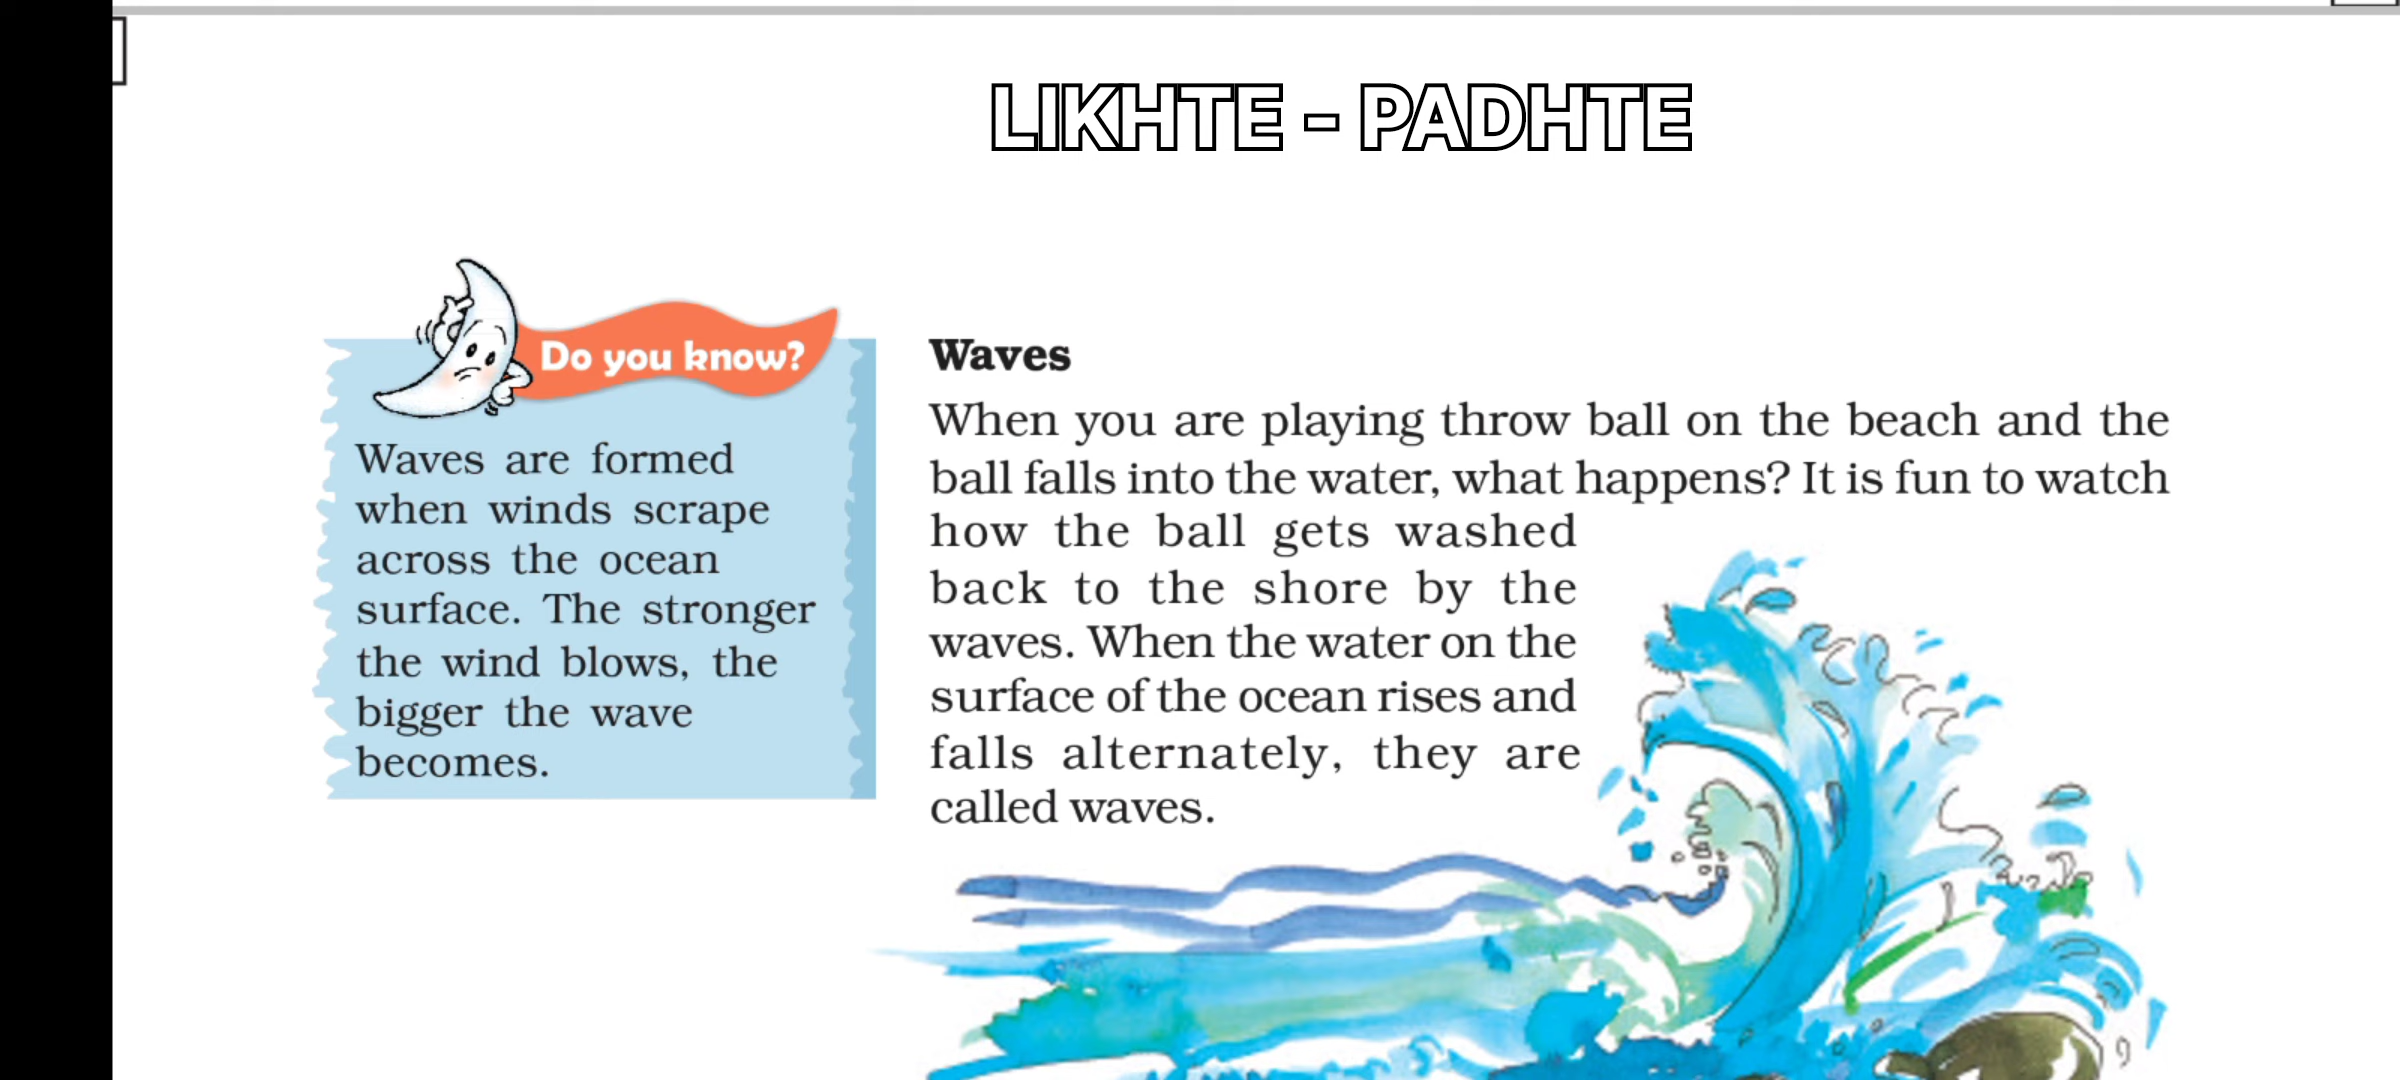 LIKHTE - PADHTE
Do you know?
Waves are formed
when winds scrape
across the ocean
surface. The stronger
the wind blows, the
bigger the wave
becomes.
Waves
When you are playing throw ball on the beach and the
ball falls into the water, what happens? It is fun to watch
how the ball gets washed
back to the shore by the
waves. When the water on the
surface of the ocean rises and
falls alternately, they are
called waves.